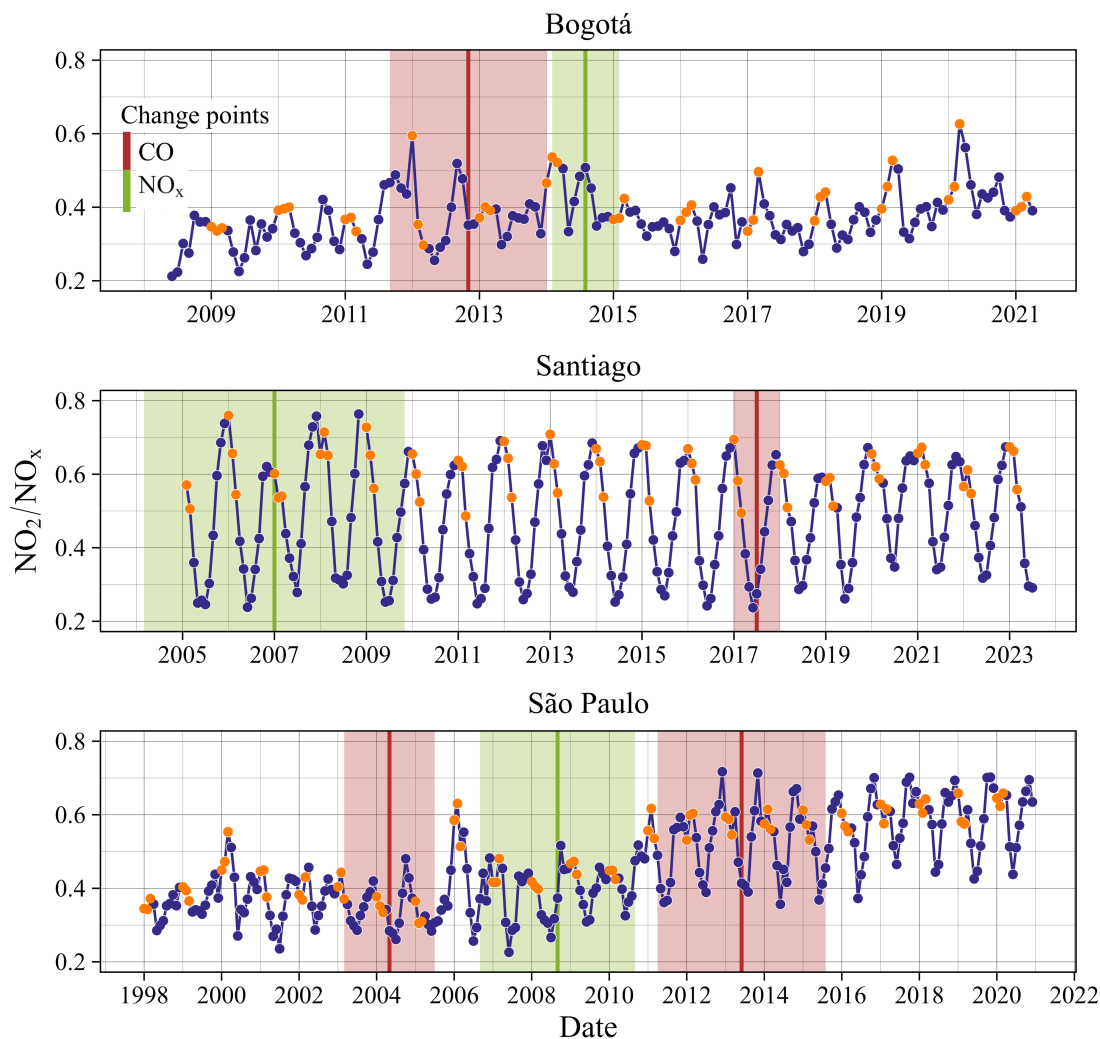 Bogotá
0.8
0.6
0.4
0.2
Change points
CO
NOₓ
2009 2011 2013 2015 2017 2019 2021
Santiago
NO₂/NOₓ
0.8
0.6
0.4
0.2
2005 2007 2009 2011 2013 2015 2017 2019 2021 2023
São Paulo
0.8
0.6
0.4
0.2
1998 2000 2002 2004 2006 2008 2010 2012 2014 2016 2018 2020 2022
Date